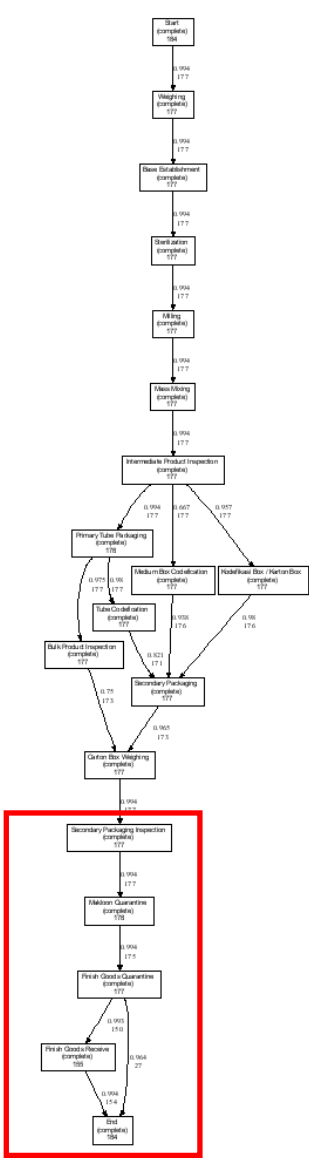 Start
(complete)
184
0.994
177
Weighing
(complete)
177
0.994
177
Base Establishment
(complete)
177
0.994
177
Sterilization
(complete)
177
0.994
177
Milling
(complete)
177
0.994
177
Mass Mixing
(complete)
177
0.994
177
Intermediate Product Inspection
(complete)
177
0.994
177
0.667
177
0.957
177
Primary Tube Packaging
(complete)
178
Medium Box Codefication
(complete)
177
Kodefikasi Box / Karton Box
(complete)
177
0.975
177
0.98
177
Tube Codefication
(complete)
177
0.938
176
0.98
176
Bulk Product Inspection
(complete)
177
0.821
171
Secondary Packaging
(complete)
177
0.75
173
0.965
173
Carton Box Weighing
(complete)
177
0.994
177
Secondary Packaging Inspection
(complete)
177
0.994
177
Makloon Quarantine
(complete)
178
0.994
175
Finish Goods Quarantine
(complete)
177
0.993
150
0.964
27
Finish Goods Receive
(complete)
155
0.994
154
End
(complete)
184